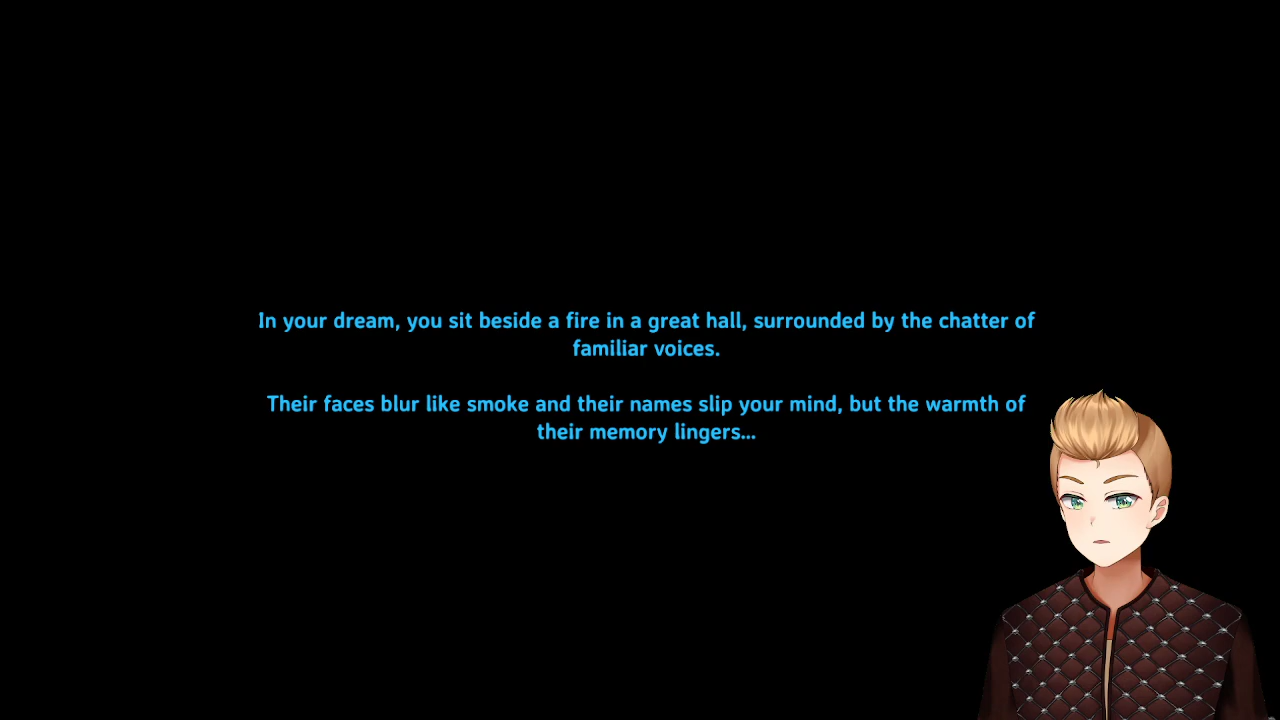 In your dream, you sit beside a fire in a great hall, surrounded by the chatter of
familiar voices.
Their faces blur like smoke and their names slip your mind, but the warmth of
their memory lingers...